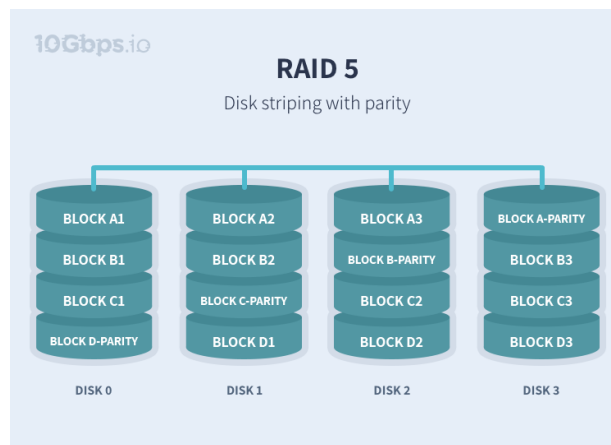 10Gbps.io
RAID 5
Disk striping with parity
BLOCK A1
BLOCK B1
BLOCK C1
BLOCK D-PARITY
DISK 0
BLOCK A2
BLOCK B2
BLOCK C-PARITY
BLOCK D1
DISK 1
BLOCK A3
BLOCK B-PARITY
BLOCK C2
BLOCK D2
DISK 2
BLOCK A-PARITY
BLOCK B3
BLOCK C3
BLOCK D3
DISK 3